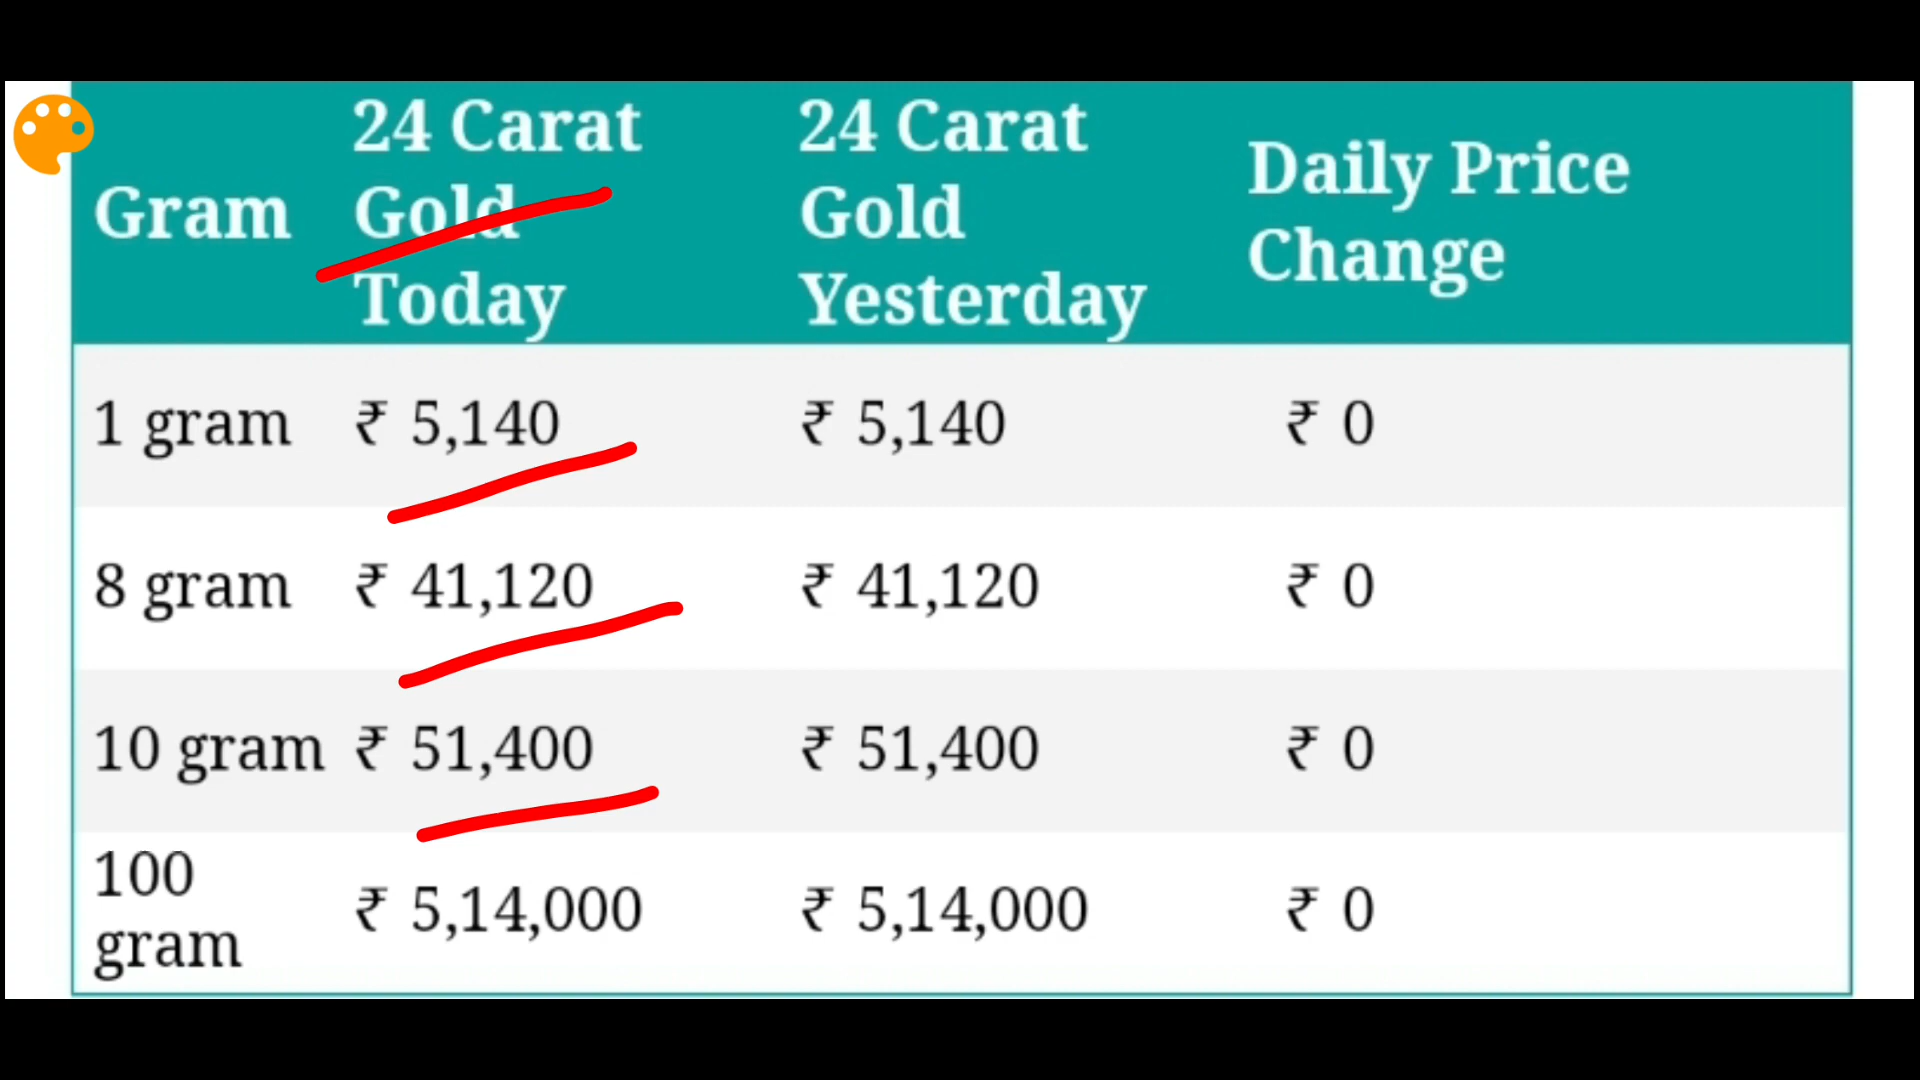 Gram
24 Carat
Gold
Today
24 Carat
Gold
Yesterday
Daily Price
Change
1 gram ₹ 5,140 ₹ 5,140 ₹ 0
8 gram ₹ 41,120 ₹ 41,120 ₹ 0
10 gram ₹ 51,400 ₹ 51,400 ₹ 0
100
gram ₹ 5,14,000 ₹ 5,14,000 ₹ 0